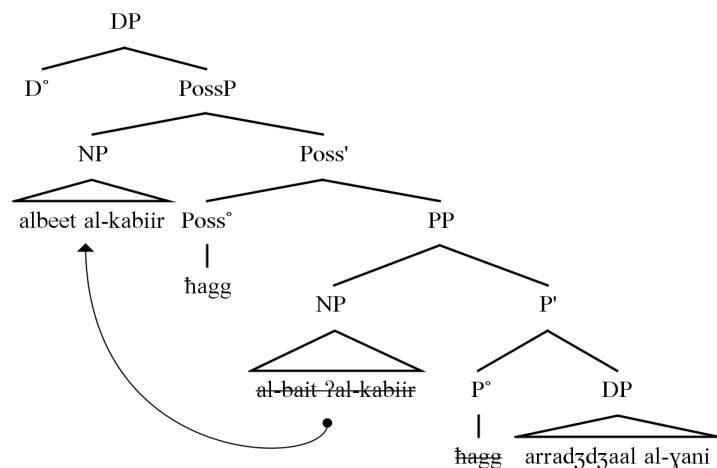 DP
D° PossP
NP Poss'
albeet al-kabiir Poss° PP
ħagg NP P'
al-bait ʔal-kabiir P° DP
ħagg arradʒdʒaal al-ɣani